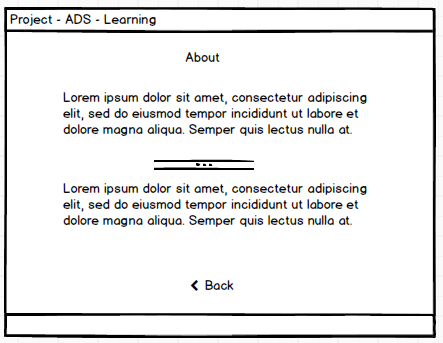 Project - ADS - Learning
About
Lorem ipsum dolor sit amet, consectetur adipiscing
elit, sed do eiusmod tempor incididunt ut labore et
dolore magna aliqua. Semper quis lectus nulla at.
Lorem ipsum dolor sit amet, consectetur adipiscing
elit, sed do eiusmod tempor incididunt ut labore et
dolore magna aliqua. Semper quis lectus nulla at.
Back